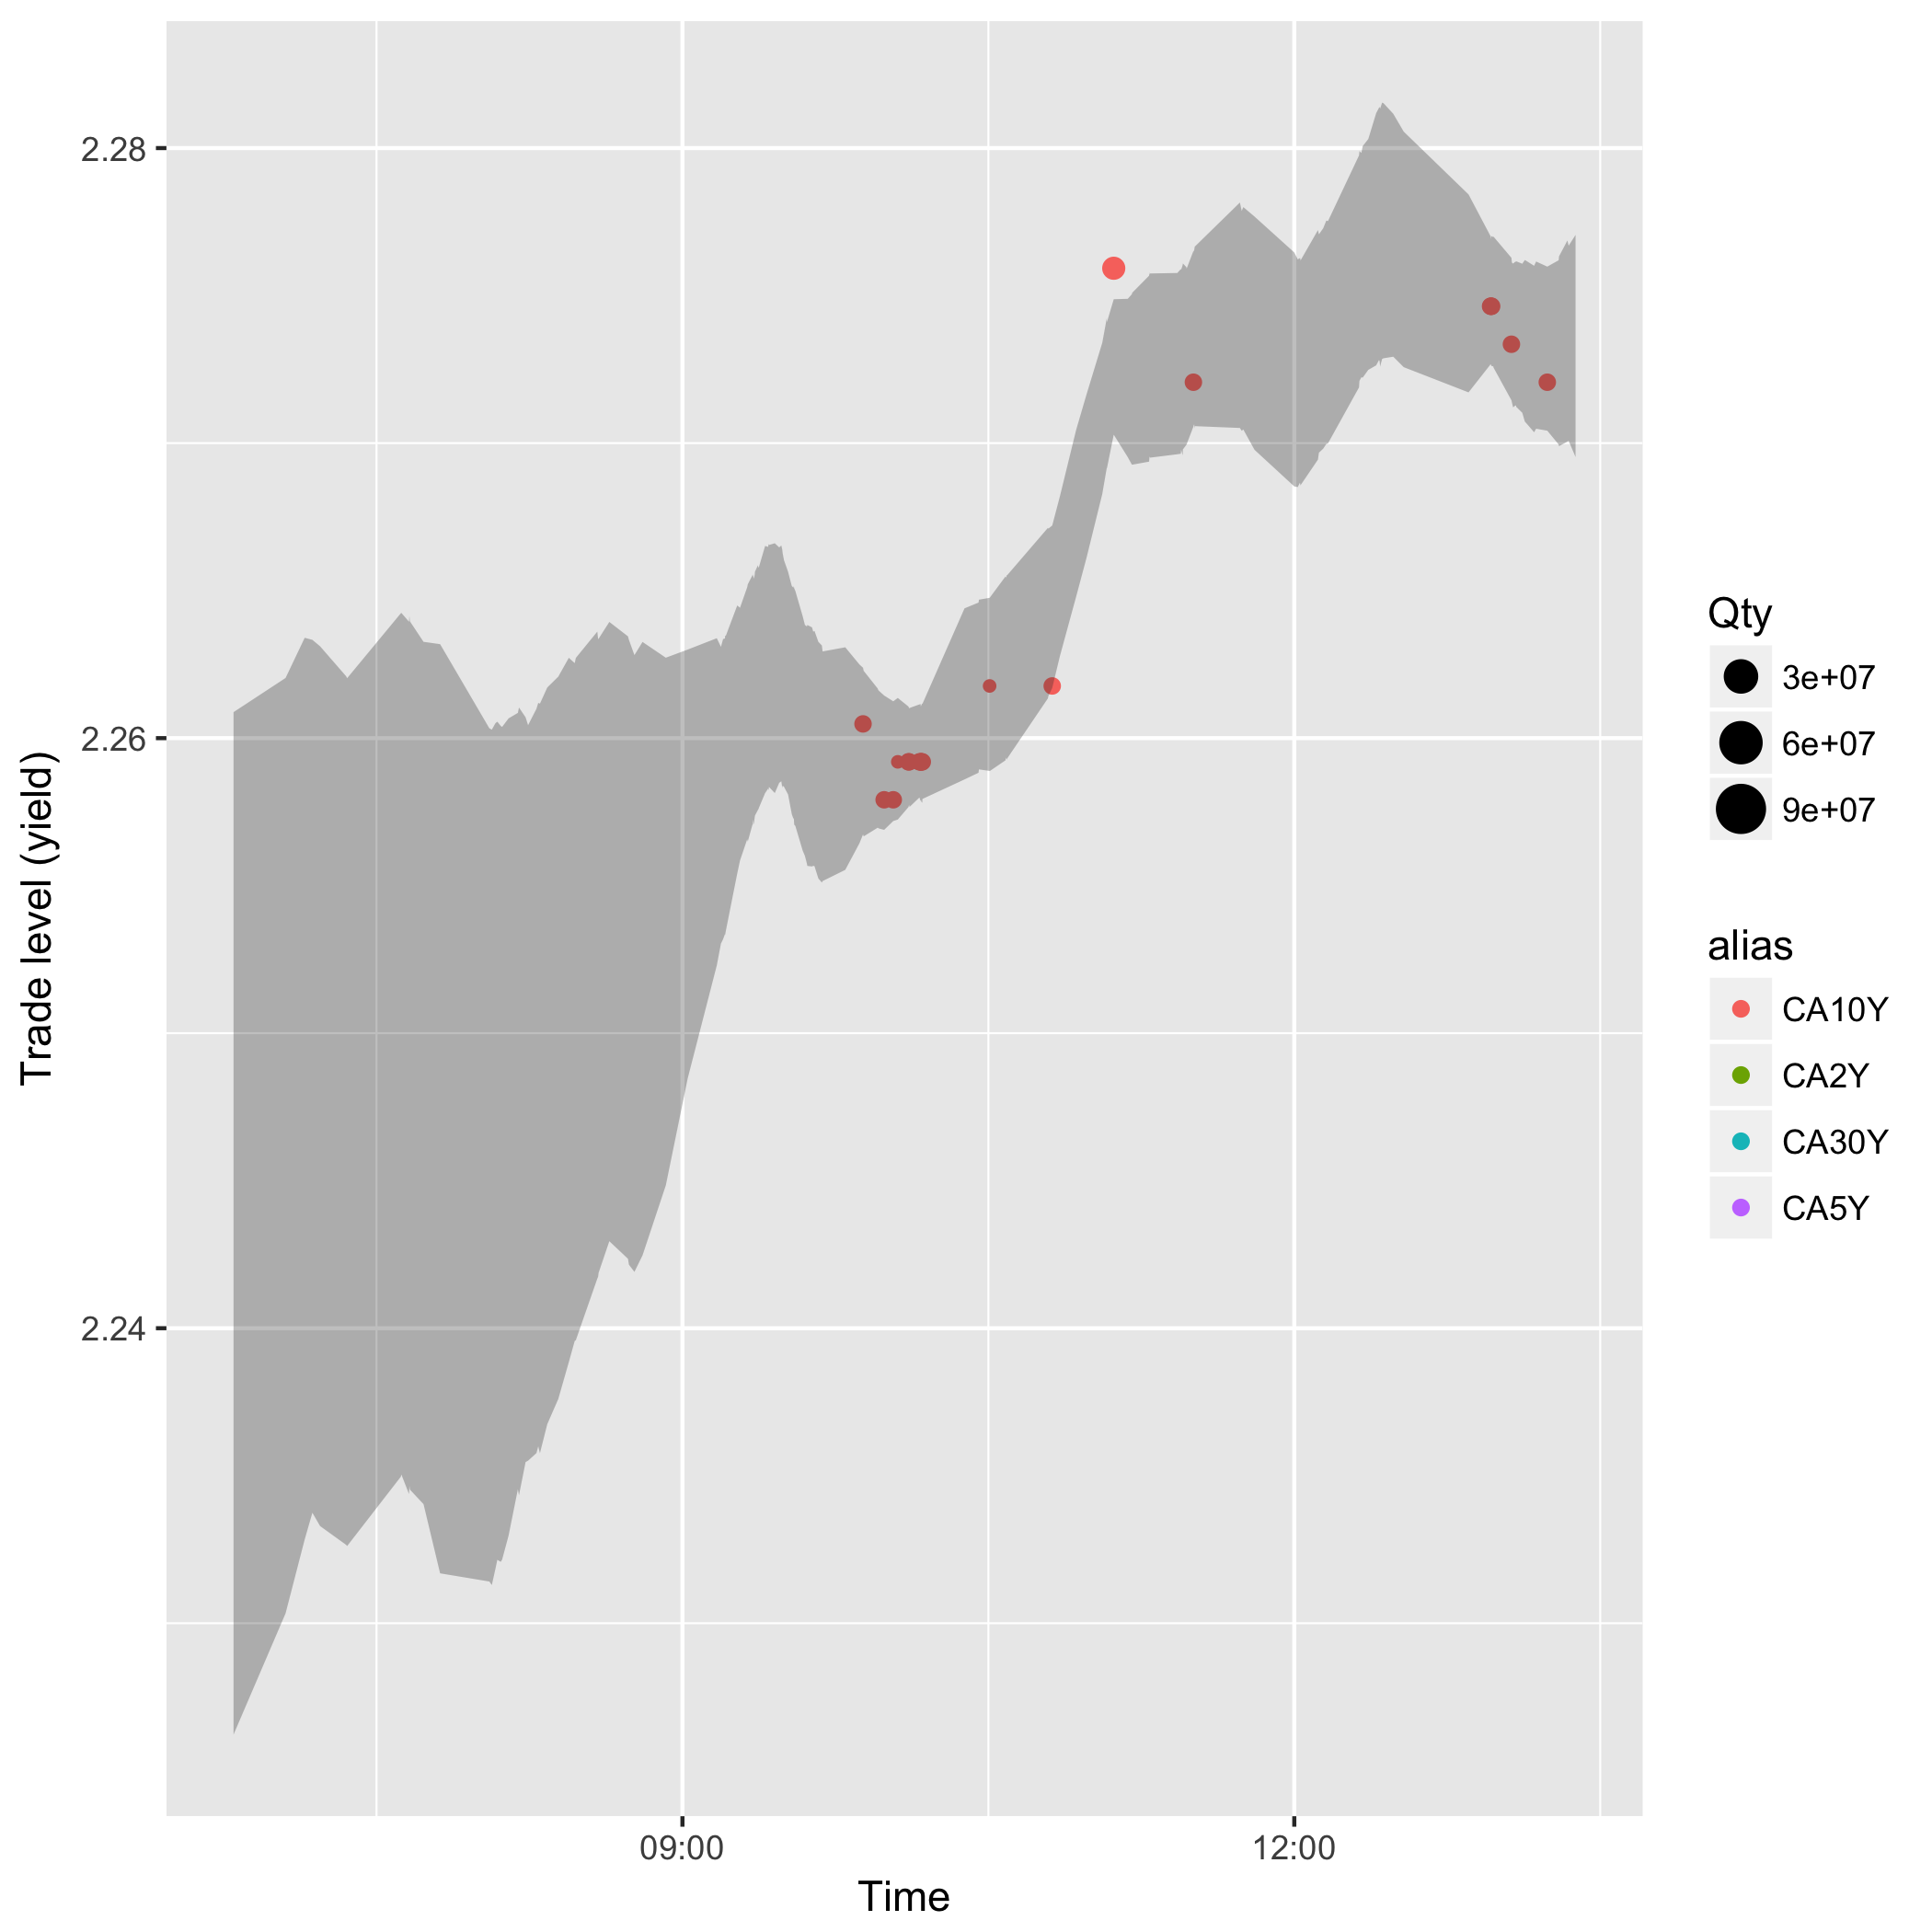 Trade level (yield)
2.28
2.26
2.24
09:00
12:00
Time
Qty
3e+07
6e+07
9e+07
alias
CA10Y
CA2Y
CA30Y
CA5Y